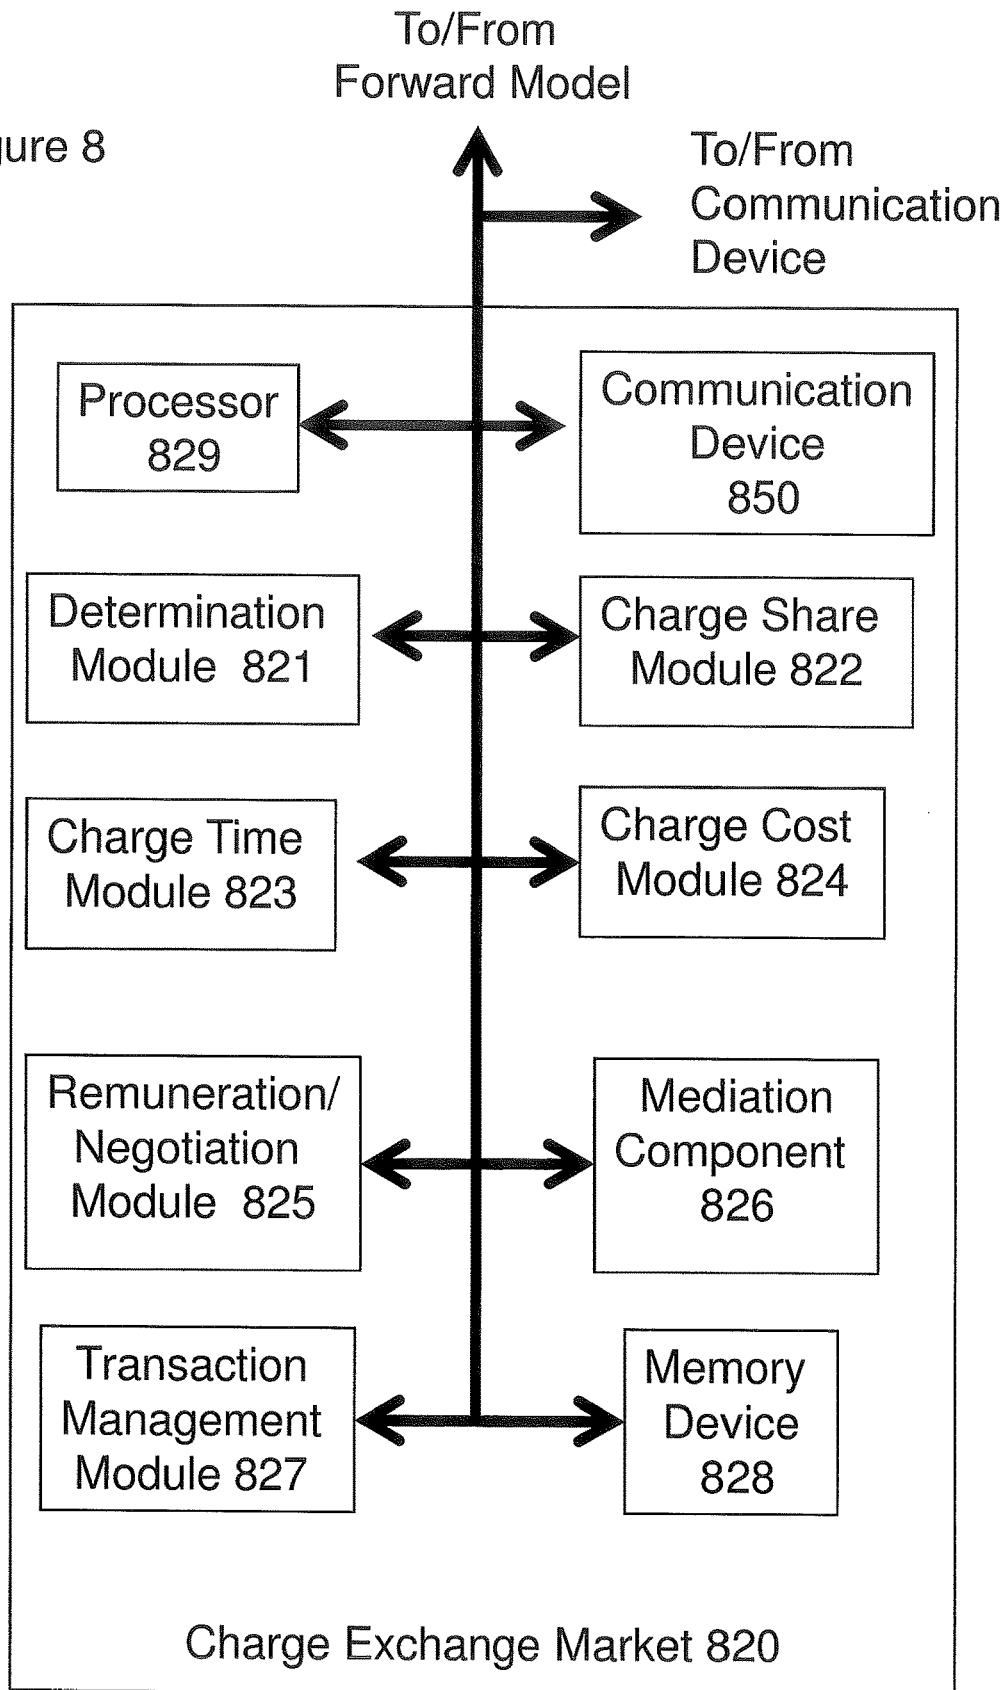 To/From
Forward Model
gure 8
To/From
Communication
Device
Processor
829
Communication
Device
850
Determination
Module 821
Charge Share
Module 822
Charge Time
Module 823
Charge Cost
Module 824
Remuneration/
Negotiation
Module 825
Mediation
Component
826
Transaction
Management
Module 827
Memory
Device
828
Charge Exchange Market 820